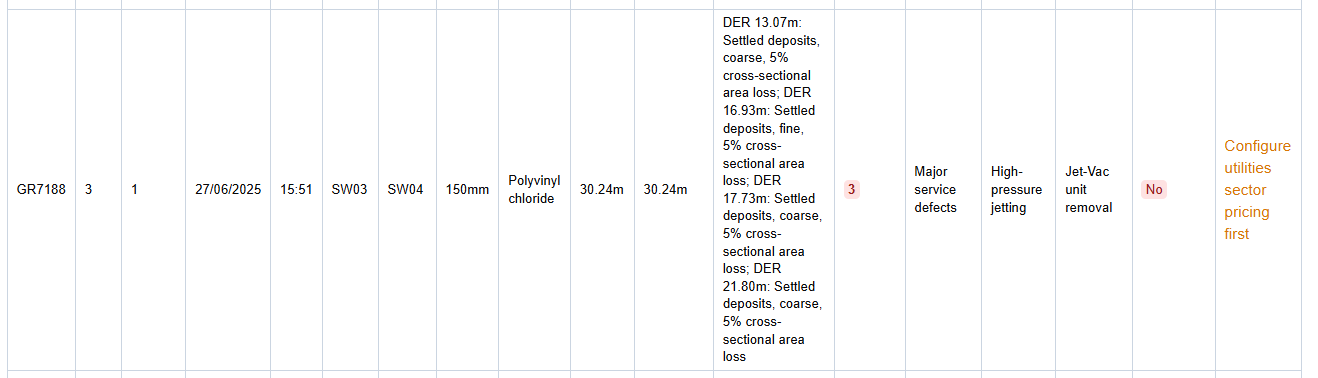 GR7188
3
1
27/06/2025
15:51
SW03
SW04
150mm
Polyvinyl
chloride
30.24m
30.24m
DER 13.07m:
Settled deposits,
coarse, 5%
cross-sectional
area loss; DER
16.93m: Settled
deposits, fine,
5% cross-
sectional area
loss; DER
17.73m: Settled
deposits, coarse,
5% cross-
sectional area
loss; DER
21.80m: Settled
deposits, coarse,
5% cross-
sectional area
loss
3
Major
service
defects
High-
pressure
jetting
Jet-Vac
unit
removal
No
Configure
utilities
sector
pricing
first